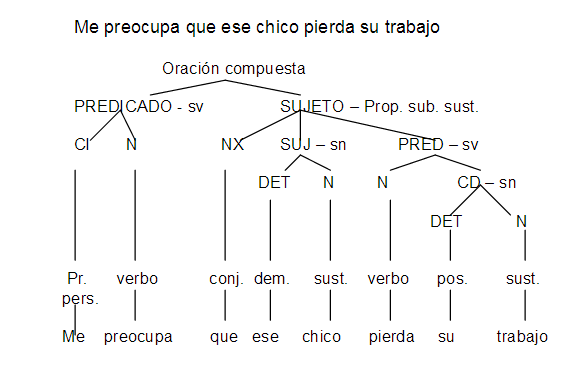 Me preocupa que ese chico pierda su trabajo
Oración compuesta
PREDICADO - sv SUJETO – Prop. sub. sust.
CI N NX SUJ – sn PRED – sv
DET N N CD – sn
DET N
Pr. verbo conj. dem. sust. verbo pos. sust.
pers.
Me preocupa que ese chico pierda su trabajo